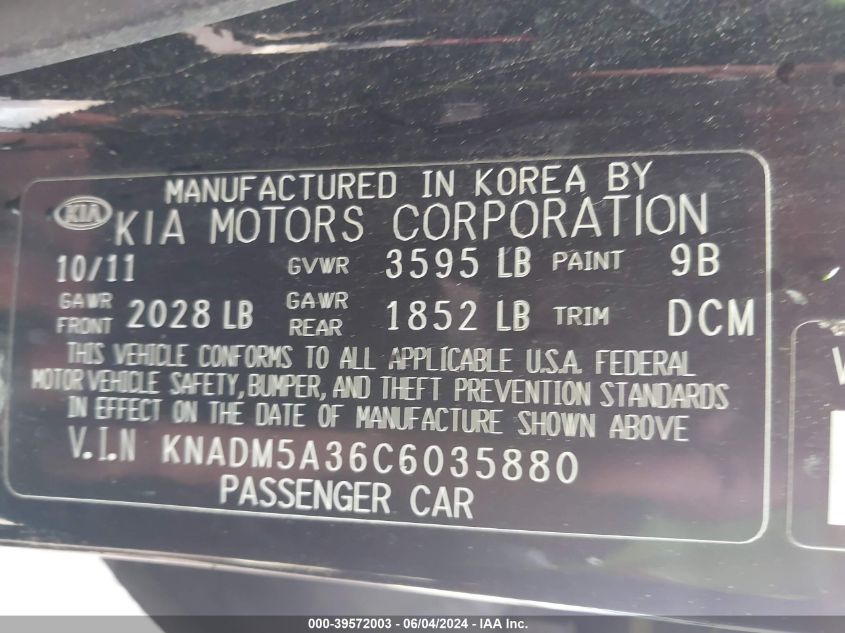 MANUFACTURED IN KOREA BY
KIA KIA MOTORS CORPORATION
10/11 GVWR 3595 LB PAINT 9B
GAWR FRONT 2028 LB GAWR REAR 1852 LB TRIM DCM
THIS VEHICLE CONFORMS TO ALL APPLICABLE U.S.A. FEDERAL
MOTOR VEHICLE SAFETY, BUMPER, AND THEFT PREVENTION STANDARDS
IN EFFECT ON THE DATE OF MANUFACTURE SHOWN ABOVE
V.I.N KNADM5A36C6035880
PASSENGER CAR
000-39572003 - 06/04/2024 - IAA Inc.